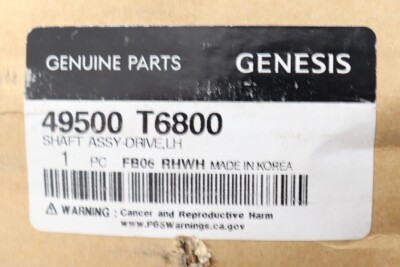 GENUINE PARTS GENESIS
49500 T6800
SHAFT ASSY-DRIVE,LH
1 PC FB06 RHWH MADE IN KOREA
⚠ WARNING : Cancer and Reproductive Harm
www.P65Warnings.ca.gov